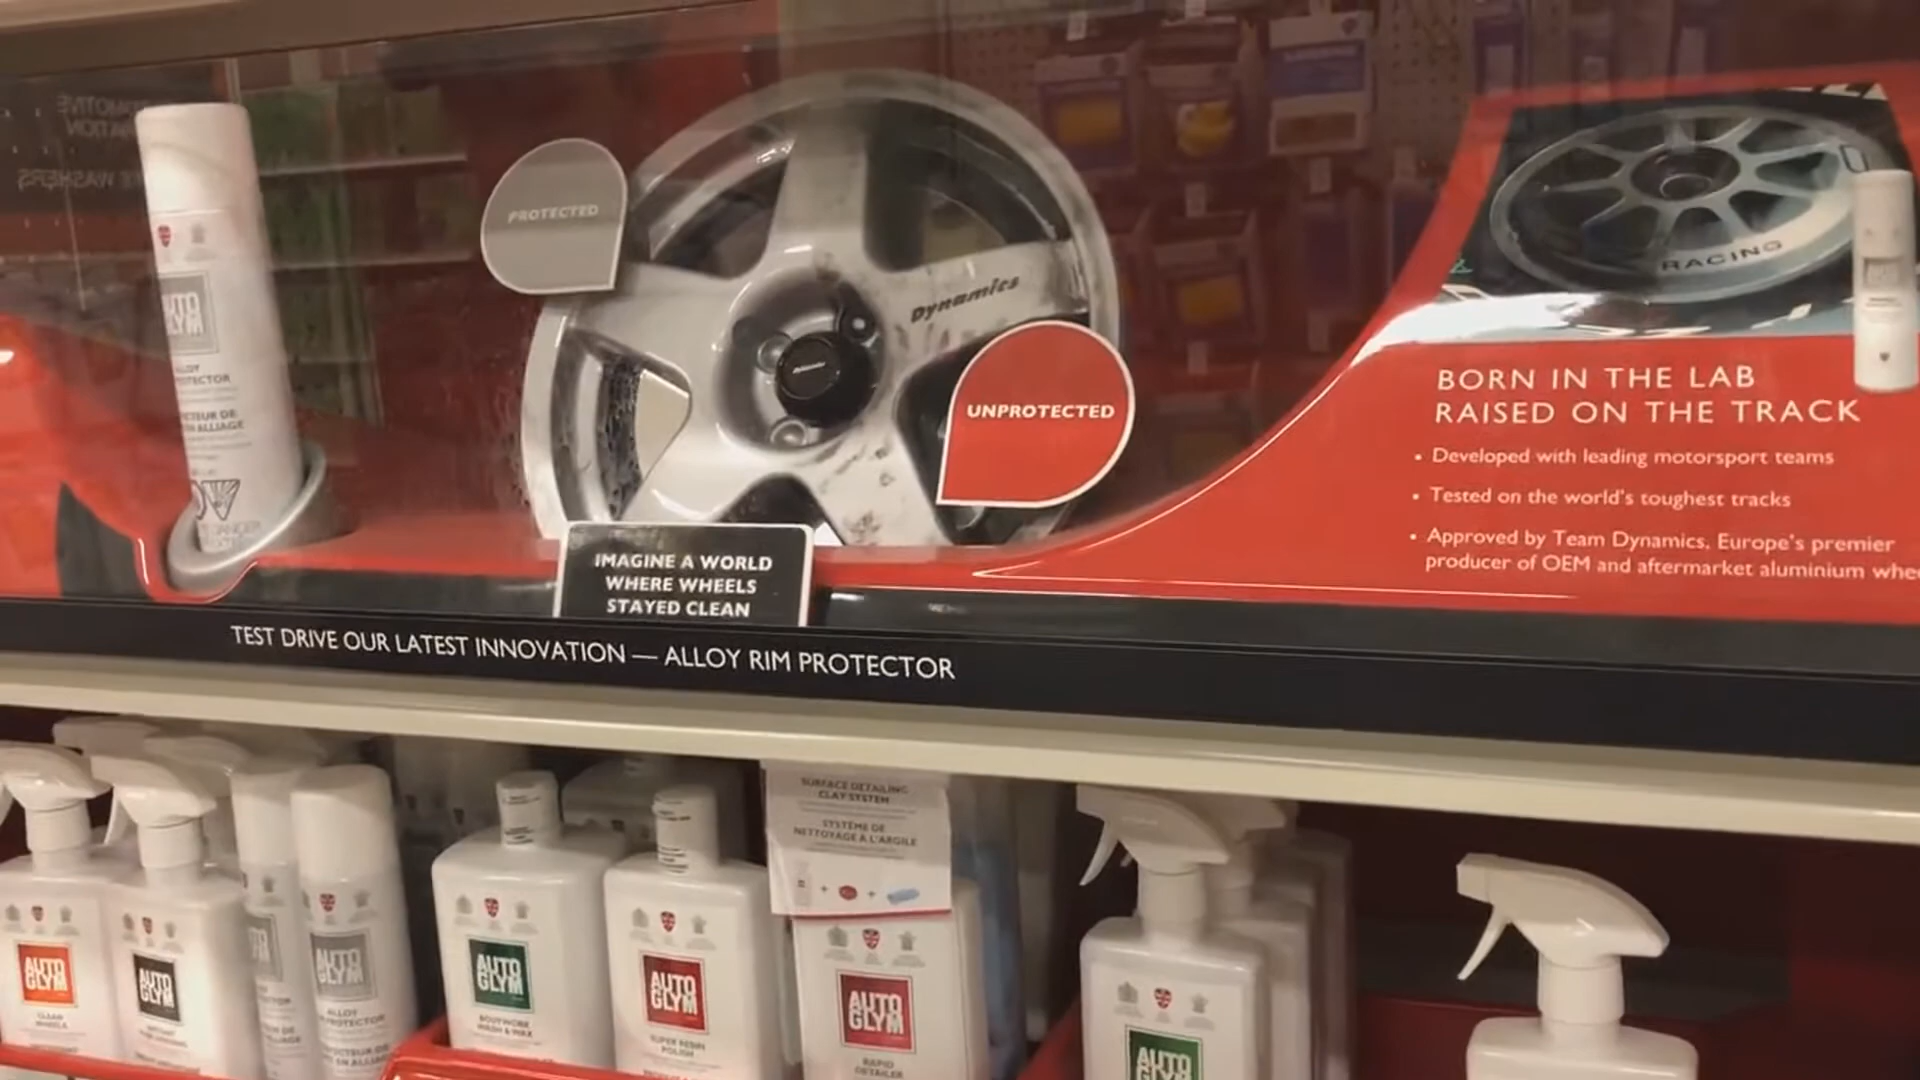 AUTO
GLYM
ALLOY
PROTECTED
Dynamics
UNPROTECTED
RACING
BORN IN THE LAB
RAISED ON THE TRACK
• Developed with leading motorsport teams
• Tested on the world's toughest tracks
• Approved by Team Dynamics, Europe's premier
producer of OEM and aftermarket aluminium
IMAGINE A WORLD
WHERE WHEELS
STAYED CLEAN
TEST DRIVE OUR LATEST INNOVATION — ALLOY RIM PROTECTOR
SURFACE DETAILING
CLAY SYSTEM
SYSTÈME DE
NETTOYAGE A L'ARGILE
AUTO
GLYM
CLEAN
WHEELS
AUTO
GLYM
AUTO
GLYM
ALLOY
AUTO
GLYM
BODYWORK
WASH & WAX
AUTO
GLYM
SUPER RESIN
POLISH
AUTO
GLYM
RAPID
DETAILER
AUTO
GLYM